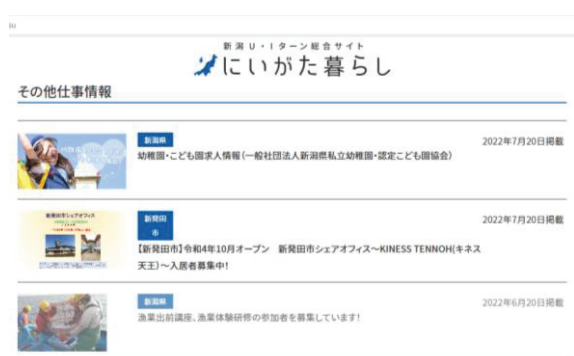 新潟U・Iターン総合サイト
にいがた暮らし
その他仕事情報
新潟県
2022年7月20日掲載
幼稚園・こども園求人情報(一般社団法人新潟県私立幼稚園・認定こども園協会)
新発田市シェアオフィス
新発田
市
2022年7月20日掲載
【新発田市】令和4年10月オープン 新発田市シェアオフィス～KINESS TENNOH(キネス
天王)～入居者募集中!
新潟県
2022年6月20日掲載
漁業出前講座、漁業体験研修の参加者を募集しています!